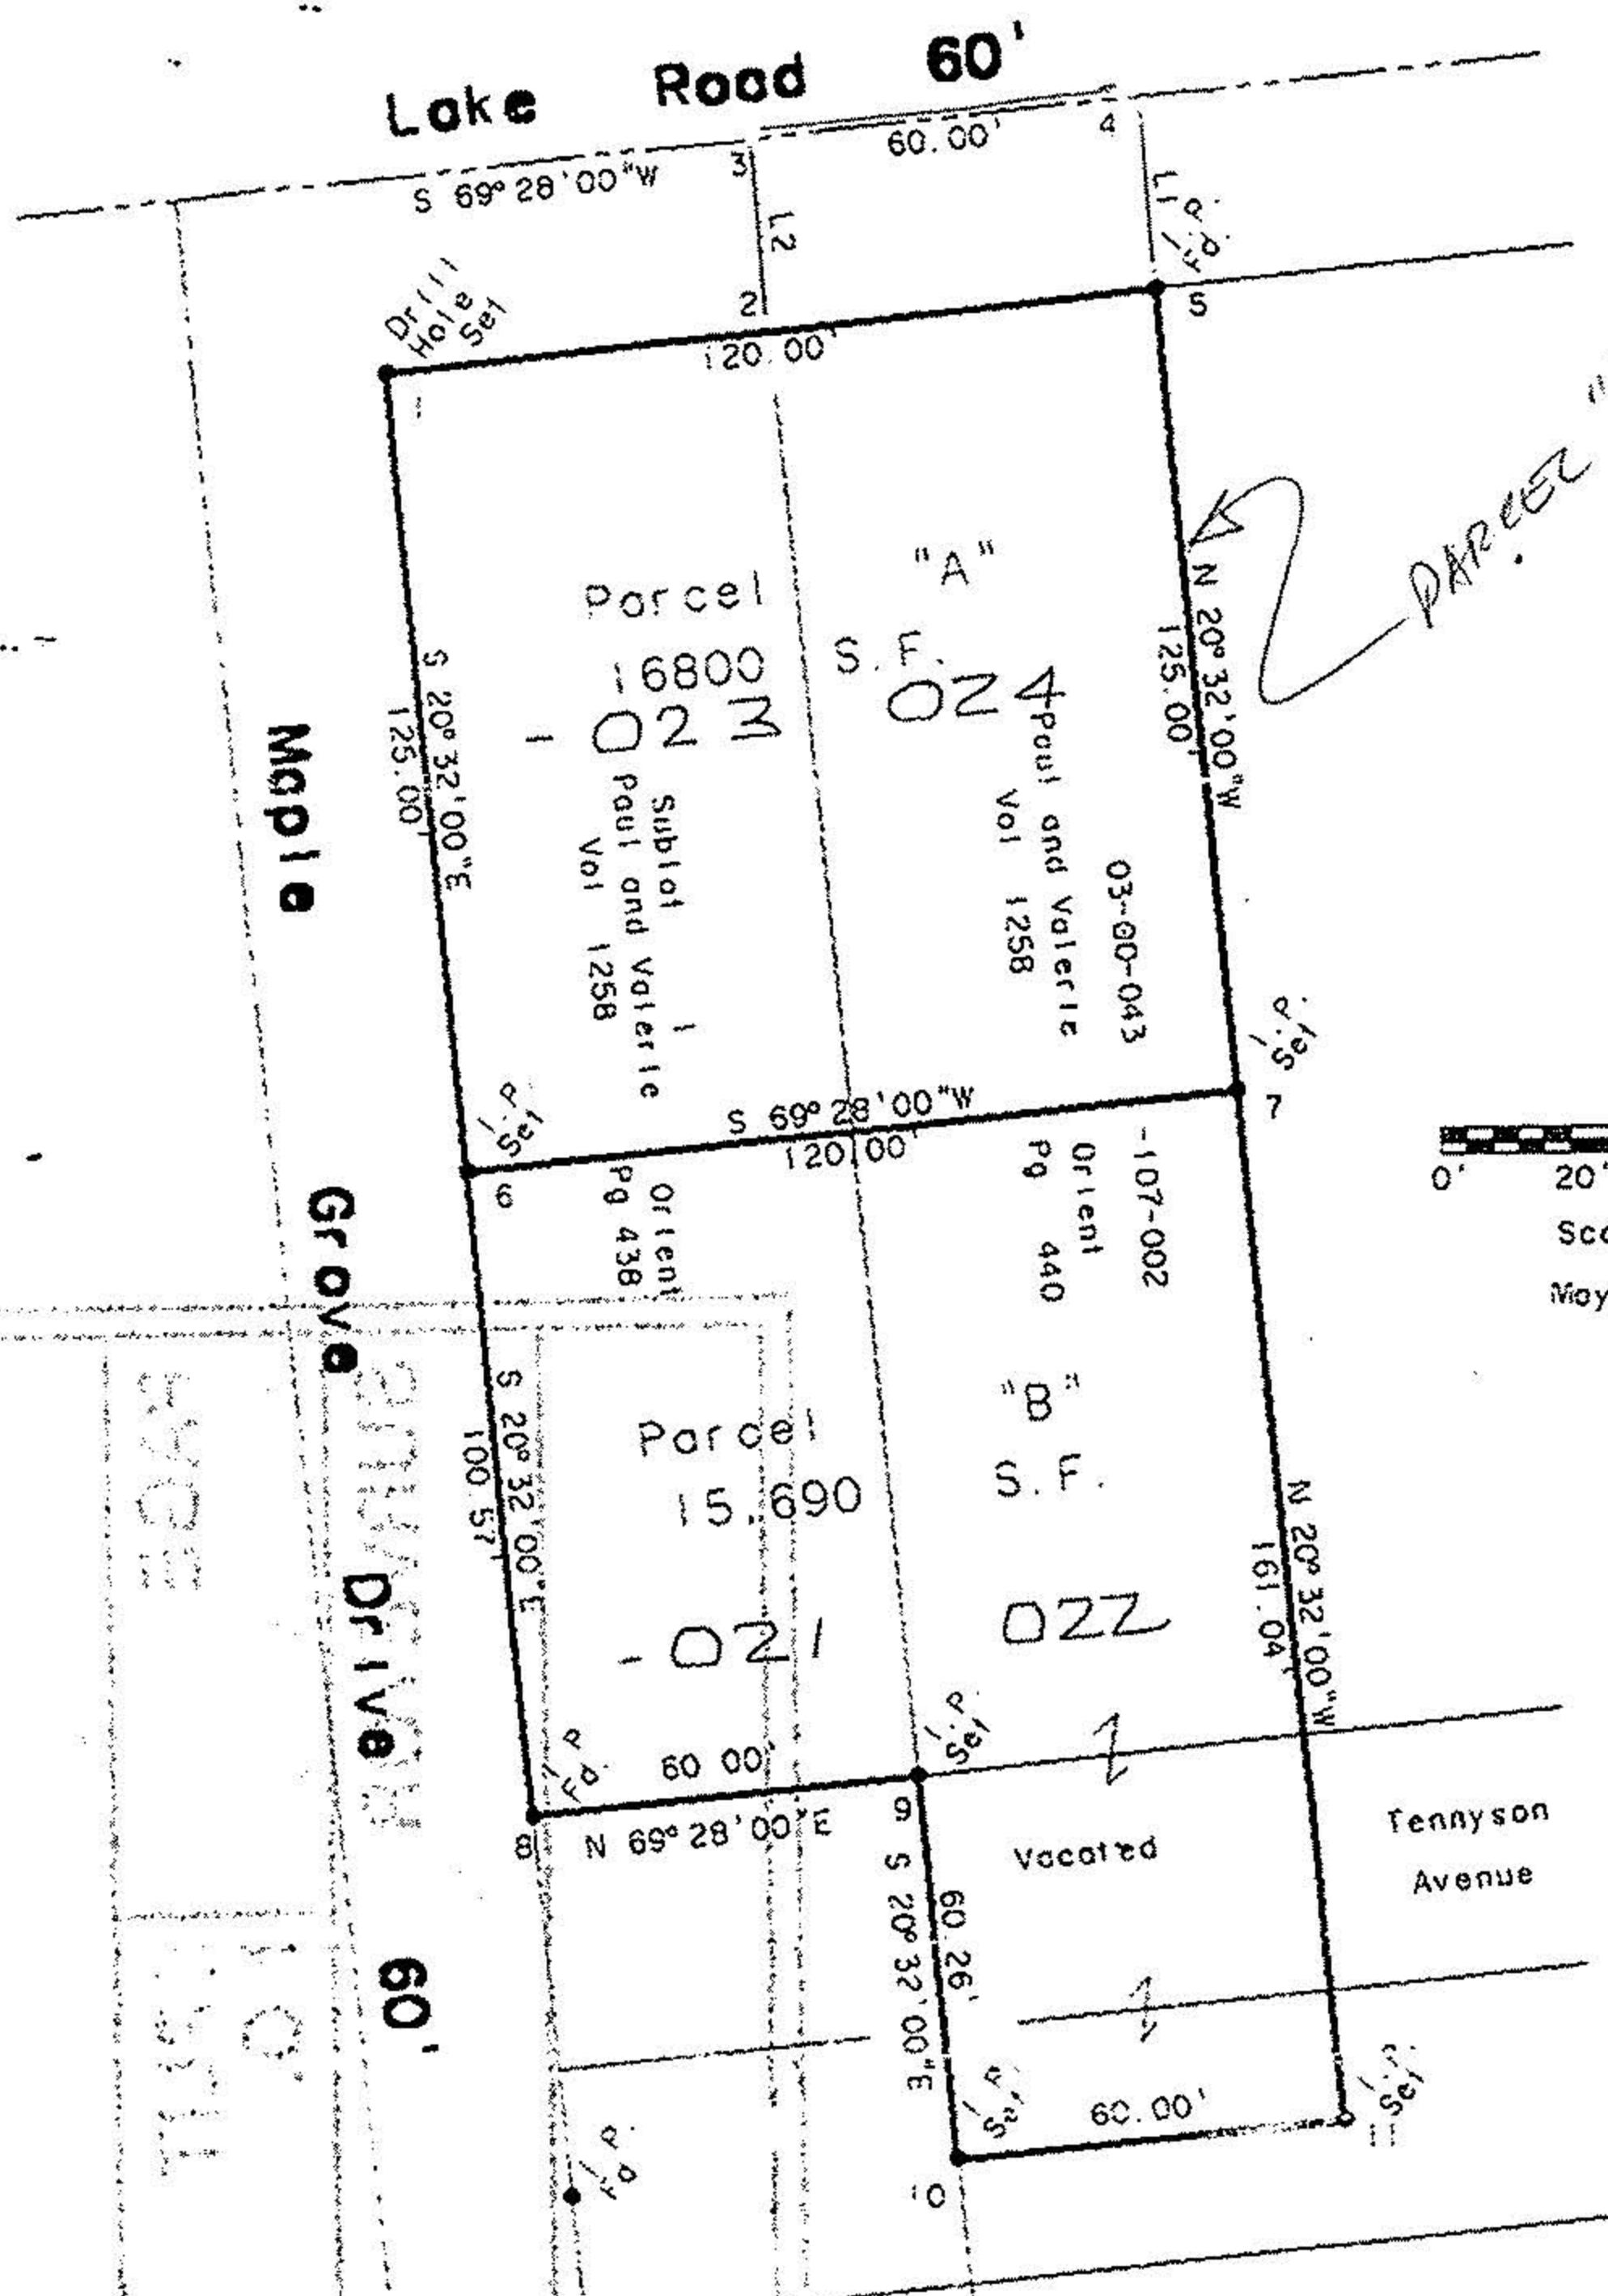 Lake Road 60'
S 69° 28'00"W
3
60.00'
4
L2
L1
I.P. Fd.
Drill
Hole
Set
2
5
120.00'
1
PARCEL "
Parcel "A"
16800 S.F.
-023 024
N 20° 32'00"W
125.00'
S 20° 32'00"E
125.00'
Sublot 1
Paul and Valerie
Vol 1258
03-00-043
Paul and Valerie
Vol 1258
Maple Grove Drive 60'
I.P. Set
I.P. Set
S 69° 28'00"W
120.00'
6
7
Orient
Pg 438
-107-002
Orient
Pg 440
0' 20'
May
Parcel "B"
15,690 S.F.
-021 022
S 20° 32'00"E
100.57'
N 20° 32'00"W
161.04'
I.P. Fd.
60.00'
I.P. Set
8
N 69° 28'00"E
9
Vacated
Tennyson
Avenue
S 20° 32'00"E
60.26'
I.P. Set
60.00'
I.P. Set
10
11
I.P. Fd.